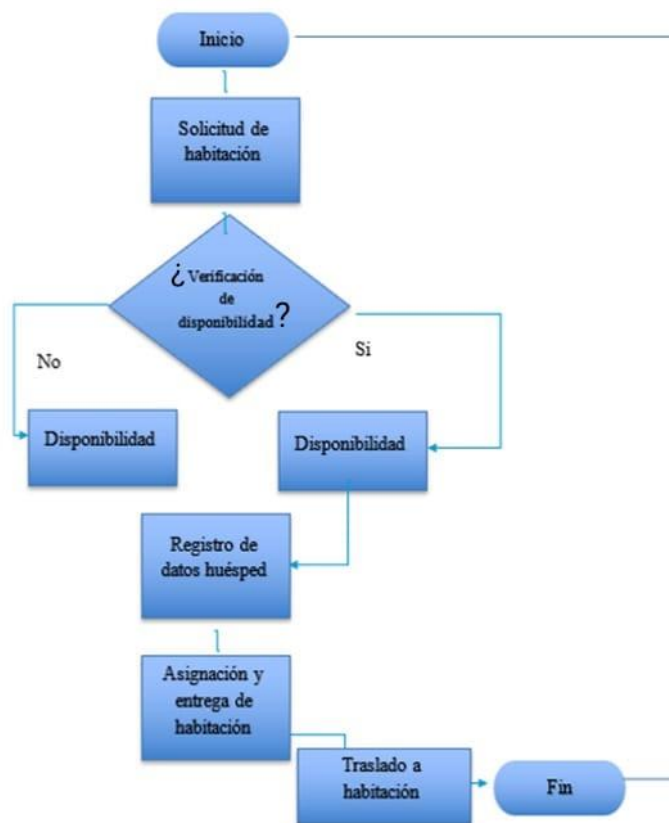 Inicio
Solicitud de
habitación
¿Verificación
de
disponibilidad?
No
Si
Disponibilidad
Disponibilidad
Registro de
datos huésped
Asignación y
entrega de
habitación
Traslado a
habitación
Fin